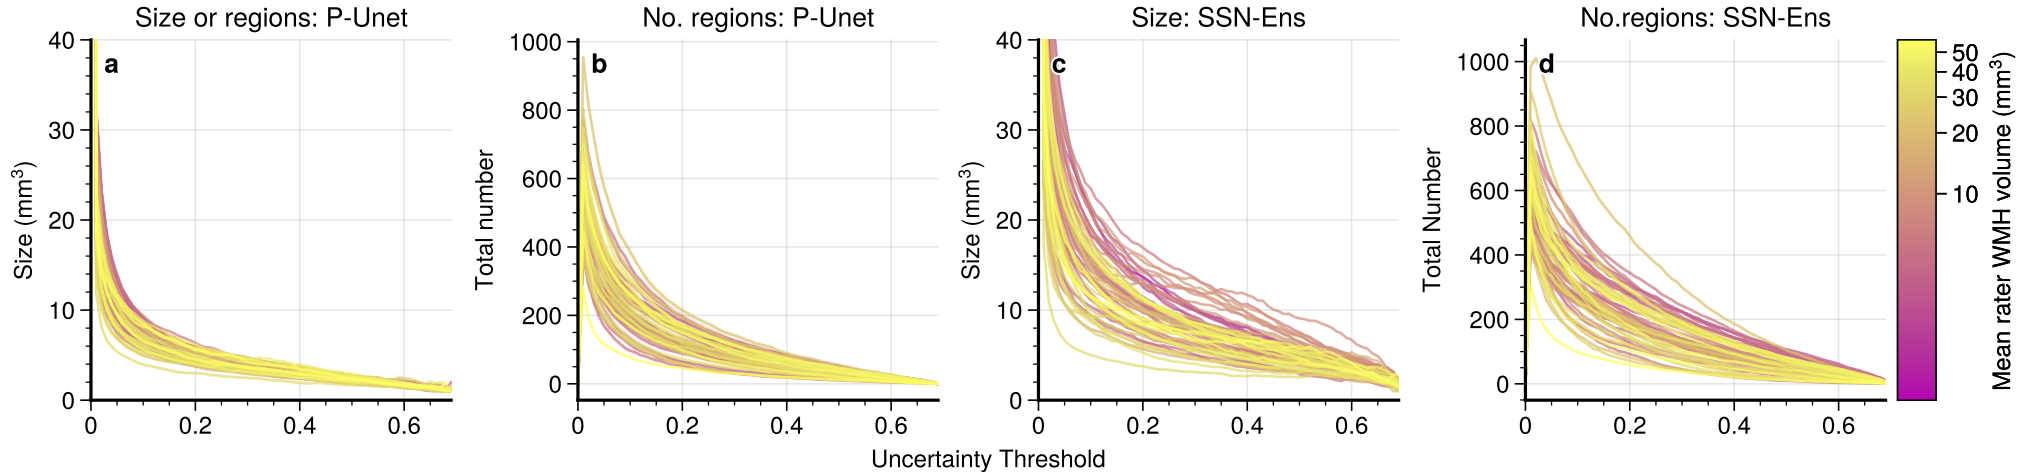 Size or regions: P-Unet
No. regions: P-Unet
Size: SSN-Ens
No.regions: SSN-Ens
a
b
c
d
Size (mm³)
40
30
20
10
0
0 0.2 0.4 0.6
Total number
1000
800
600
400
200
0
0 0.2 0.4 0.6
Size (mm³)
40
30
20
10
0
0 0.2 0.4 0.6
Total Number
1000
800
600
400
200
0
0 0.2 0.4 0.6
50
40
30
20
10
Mean rater WMH volume (mm³)
Uncertainty Threshold